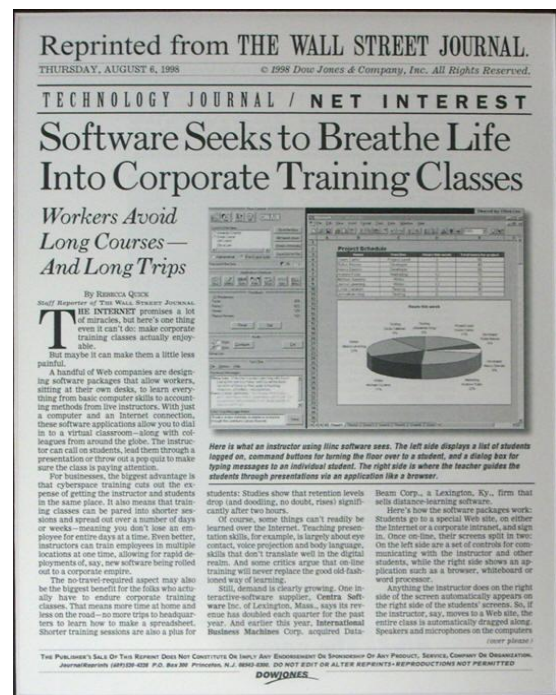 Reprinted from THE WALL STREET JOURNAL.
THURSDAY, AUGUST 6, 1998
© 1998 Dow Jones & Company, Inc. All Rights Reserved.
TECHNOLOGY JOURNAL / NET INTEREST
Software Seeks to Breathe Life
Into Corporate Training Classes
Workers Avoid
Long Courses—
And Long Trips
By REBECCA QUICK
Staff Reporter of THE WALL STREET JOURNAL
THE INTERNET promises a lot
of miracles, but here's one thing
even it can't do: make corporate
training classes actually enjoy-
able.
But maybe it can make them a little less
painful.
A handful of Web companies are design-
ing software packages that allow workers,
sitting at their own desks, to learn every-
thing from basic computer skills to account-
ing methods from live instructors. With just
a computer and an Internet connection,
these software applications allow you to dial
in to a virtual classroom—along with col-
leagues from around the globe. The instruc-
tor can call on students, lead them through a
presentation or throw out a pop quiz to make
sure the class is paying attention.
For businesses, the biggest advantage is
that cyberspace training cuts out the ex-
pense of getting the instructor and students
in the same place. It also means that train-
ing classes can be pared into shorter ses-
sions and spread out over a number of days
or weeks—meaning you don't lose an em-
ployee for entire days at a time. Even better,
instructors can train employees in multiple
locations at one time, allowing for rapid de-
ployments of, say, new software being rolled
out to a corporate empire.
The no-travel-required aspect may also
be the biggest benefit for the folks who actu-
ally have to endure corporate training
classes. That means more time at home and
less on the road—no more trips to headquar-
ters to learn how to make a spreadsheet.
Shorter training sessions are also a plus for
Project Schedule
Here is what an instructor using Ilinc software sees. The left side displays a list of students
logged on, command buttons for turning the floor over to a student, and a dialog box for
typing messages to an individual student. The right side is where the teacher guides the
students through presentations via an application like a browser.
students: Studies show that retention levels
drop (and doodling, no doubt, rises) signifi-
cantly after two hours.
Of course, some things can't readily be
learned over the Internet. Teaching presen-
tation skills, for example, is largely about eye
contact, voice projection and body language,
skills that don't translate well in the digital
realm. And some critics argue that on-line
training will never replace the good old-fash-
ioned way of learning.
Still, demand is clearly growing. One in-
teractive-software supplier, Centra Soft-
ware Inc. of Lexington, Mass., says its rev-
enue has doubled each quarter for the past
year. And earlier this year, International
Business Machines Corp. acquired Data-
Beam Corp., a Lexington, Ky., firm that
sells distance-learning software.
Here's how the software packages work:
Students go to a special Web site, on either
the Internet or a corporate intranet, and sign
in. Once on-line, their screens split in two:
On the left side are a set of controls for com-
municating with the instructor and other
students, while the right side shows an ap-
plication such as a browser, whiteboard or
word processor.
Anything the instructor does on the right
side of the screen automatically appears on
the right side of the students' screens. So, if
the instructor, say, moves to a Web site, the
entire class is automatically dragged along.
Speakers and microphones on the computers
(over please)
THE PUBLISHER'S SALE OF THIS REPRINT DOES NOT CONSTITUTE OR IMPLY ANY ENDORSEMENT OR SPONSORSHIP OF ANY PRODUCT, SERVICE, COMPANY OR ORGANIZATION.
DO NOT EDIT OR ALTER REPRINTS • REPRODUCTIONS NOT PERMITTED
DOWJONES